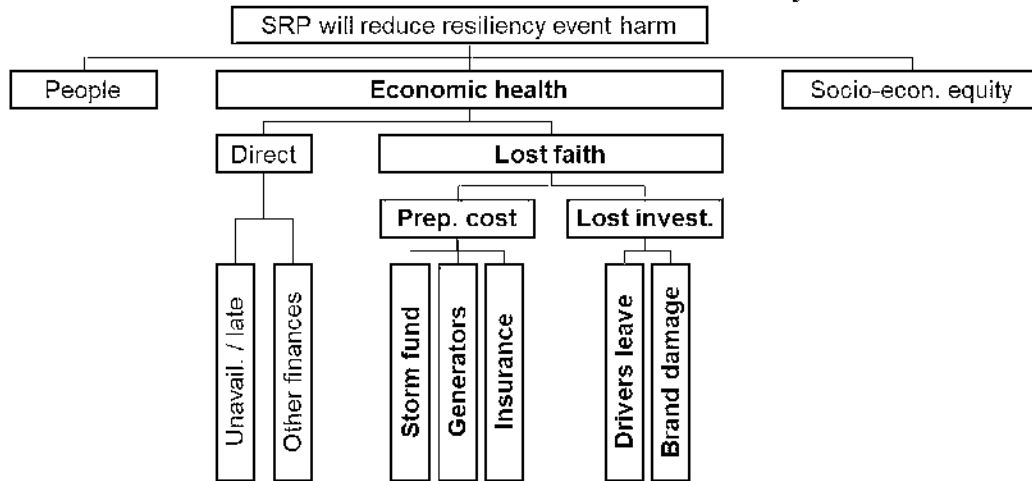 SRP will reduce resiliency event harm
People
Economic health
Socio-econ. equity
Direct
Lost faith
Prep. cost
Lost invest.
Unavail. / late
Other finances
Storm fund
Generators
Insurance
Drivers leave
Brand damage